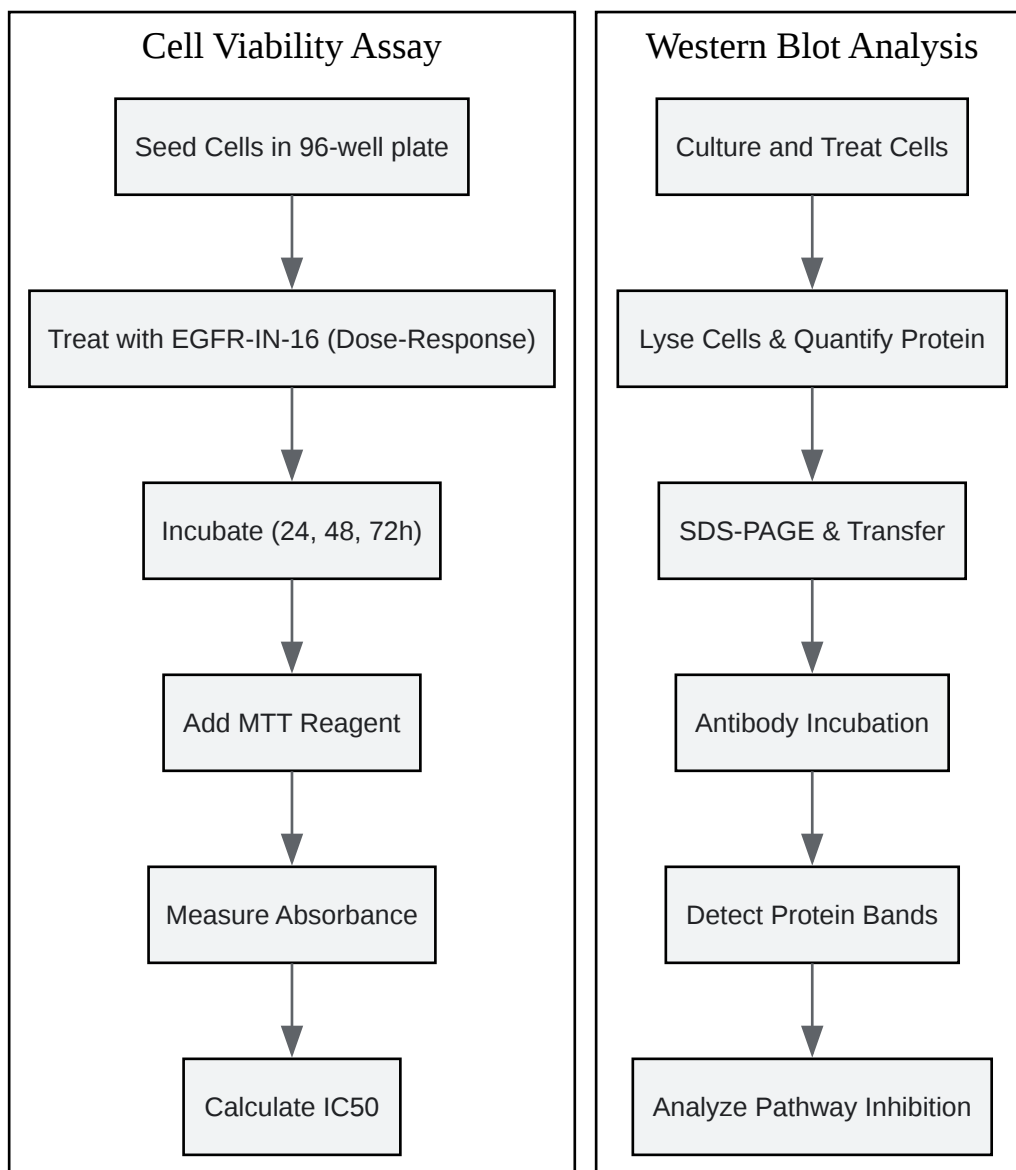 Cell Viability Assay
Seed Cells in 96-well plate
Treat with EGFR-IN-16 (Dose-Response)
Incubate (24, 48, 72h)
Add MTT Reagent
Measure Absorbance
Calculate IC50
Western Blot Analysis
Culture and Treat Cells
Lyse Cells & Quantify Protein
SDS-PAGE & Transfer
Antibody Incubation
Detect Protein Bands
Analyze Pathway Inhibition